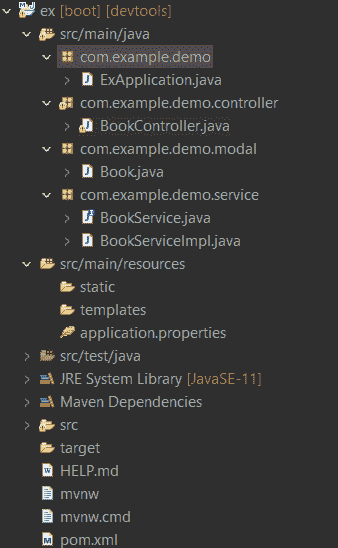 ex [boot] [devtools]
src/main/java
com.example.demo
ExApplication.java
com.example.demo.controller
BookController.java
com.example.demo.modal
Book.java
com.example.demo.service
BookService.java
BookServiceImpl.java
src/main/resources
static
templates
application.properties
src/test/java
JRE System Library [JavaSE-11]
Maven Dependencies
src
target
HELP.md
mvnw
mvnw.cmd
pom.xml